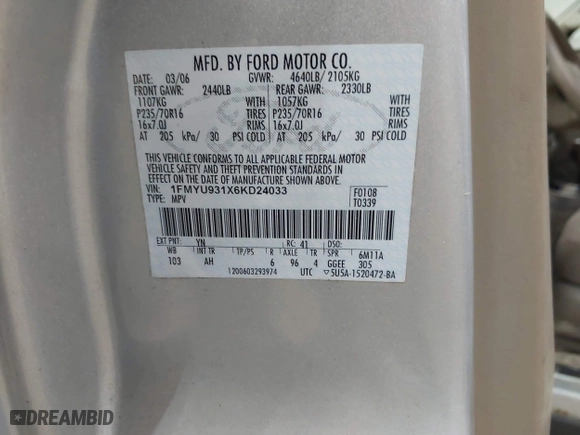 MFD. BY FORD MOTOR CO.
DATE: 03/06 GVWR: 4640LB/ 2105KG
FRONT GAWR: 2440LB REAR GAWR: 2330LB
1107KG WITH 1057KG WITH
P235/70R16 TIRES P235/70R16 TIRES
16x7.0J RIMS 16x7.0J RIMS
AT 205 kPa/ 30 PSI COLD AT 205 kPa/ 30 PSI COLD
THIS VEHICLE CONFORMS TO ALL APPLICABLE FEDERAL MOTOR
VEHICLE SAFETY AND THEFT PREVENTION STANDARDS IN
EFFECT ON THE DATE OF MANUFACTURE SHOWN ABOVE.
VIN: 1FMYU931X6KD24033 F0108
TYPE: MPV T0339
EXT PNT: YN RC: 41 DSO:
WB INT TR TP/PS R AXLE TR SPR 6M11A
103 AH 6 96 4 GGEE 305
1200603293974 UTC ▽5U5A-1520472-BA
DREAMBID